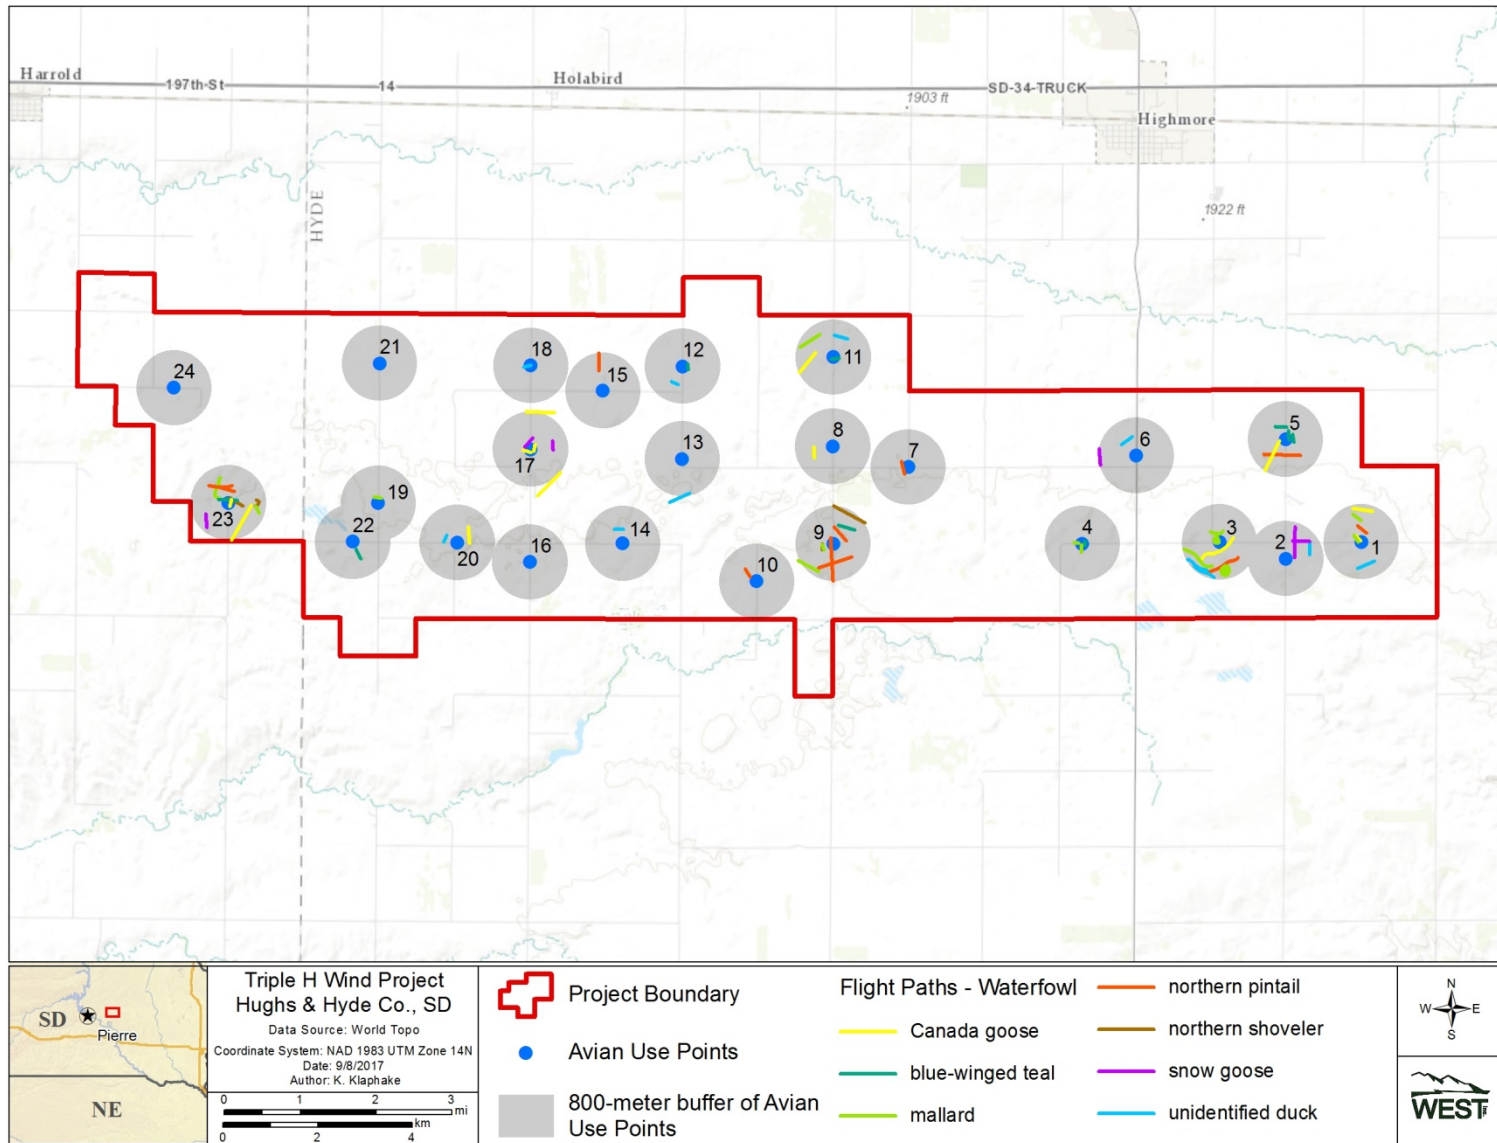 Harrold
197th-St
14
Holabird
SD-34-TRUCK
1903 ft
Highmore
HYDE
1922 ft
21
18
12
11
24
15
8
5
17
13
7
6
23
19
22
20
16
14
10
9
4
3
2
1
SD
Pierre
NE
Triple H Wind Project
Hughs & Hyde Co., SD
Data Source: World Topo
Coordinate System: NAD 1983 UTM Zone 14N
Date: 9/8/2017
Author: K. Klaphake
0 1 2 3
mi
km
0 2 4
Project Boundary
Avian Use Points
800-meter buffer of Avian
Use Points
Flight Paths - Waterfowl
Canada goose
blue-winged teal
mallard
northern pintail
northern shoveler
snow goose
unidentified duck
N
W E
S
WEST